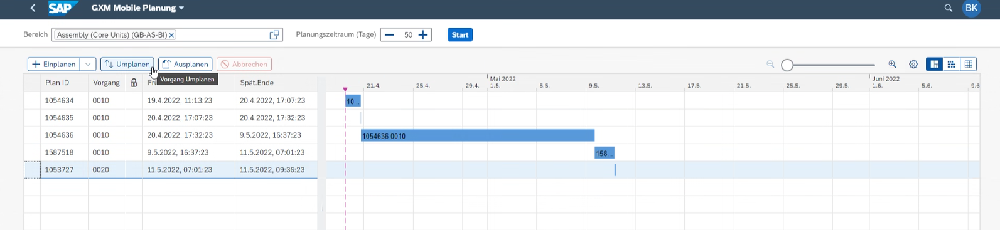 SAP GXM Mobile Planung BK
Bereich Assembly (Core Units) (GB-AS-BI) Planungszeitraum (Tage) 50 Start
Einplanen Umplanen Ausplanen Abbrechen
Vorgang Umplanen
Plan ID Vorgang Spät.Ende
Mai 2022 Juni 2022
21.4. 25.4. 29.4. 1.5. 5.5. 9.5. 13.5. 17.5. 21.5. 25.5. 29.5. 1.6. 5.6. 9.6
1054634 0010 19.4.2022, 11:13:23 20.4.2022, 17:07:23 10...
1054635 0010 20.4.2022, 17:07:23 20.4.2022, 17:32:23
1054636 0010 20.4.2022, 17:32:23 9.5.2022, 16:37:23 1054636 0010
1587518 0010 9.5.2022, 16:37:23 11.5.2022, 07:01:23 158...
1053727 0020 11.5.2022, 07:01:23 11.5.2022, 09:36:23